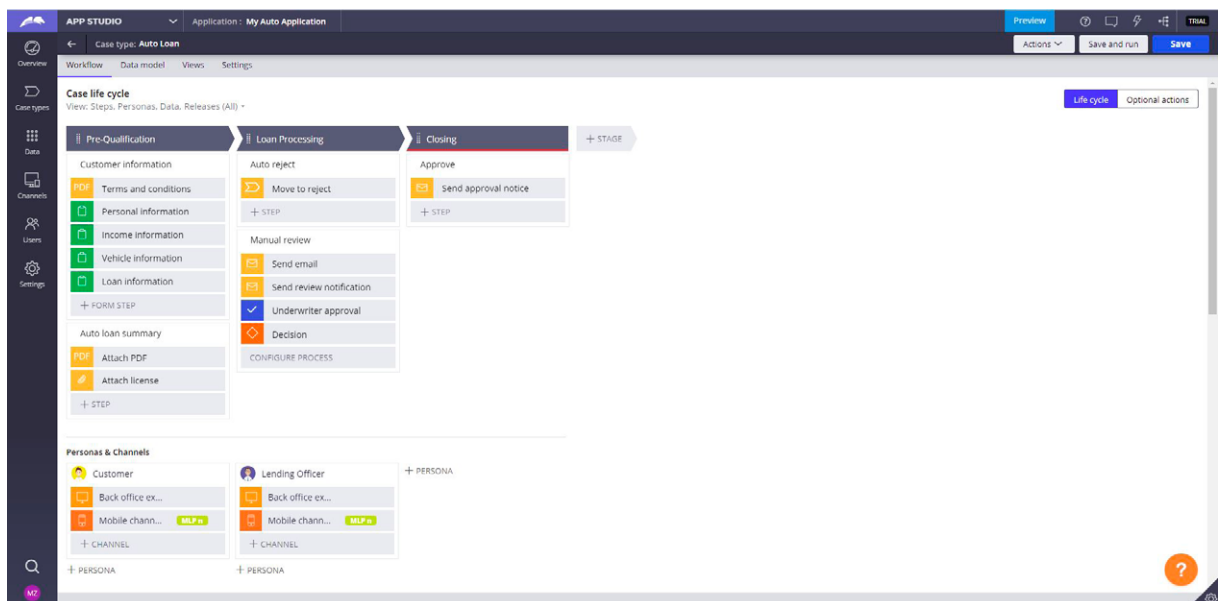 APP STUDIO
Application : My Auto Application
Preview
TRIAL
Case type: Auto Loan
Actions
Save and run
Save
Overview
Case types
Data
Channels
Users
Settings
MZ
Workflow Data model Views Settings
Case life cycle
View: Steps, Personas, Data, Releases (All)
Life cycle Optional actions
Pre-Qualification
Customer information
PDF Terms and conditions
Personal information
Income information
Vehicle information
Loan information
+ FORM STEP
Auto loan summary
PDF Attach PDF
Attach license
+ STEP
Loan Processing
Auto reject
Move to reject
+ STEP
Manual review
Send email
Send review notification
Underwriter approval
Decision
CONFIGURE PROCESS
Closing
Approve
Send approval notice
+ STEP
+ STAGE
Personas & Channels
Customer
Back office ex...
Mobile chann... MLP n
+ CHANNEL
+ PERSONA
Lending Officer
Back office ex...
Mobile chann... MLP n
+ CHANNEL
+ PERSONA
+ PERSONA
?